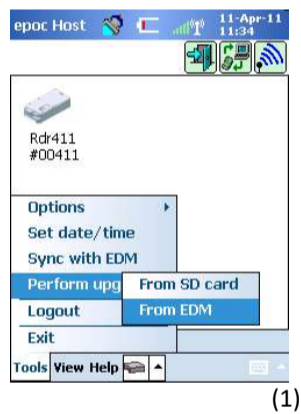 epoc Host 11-Apr-11
11:34
Rdr411
#00411
Options
Set date/time
Sync with EDM
Perform upg From SD card
Logout From EDM
Exit
Tools View Help
(1)